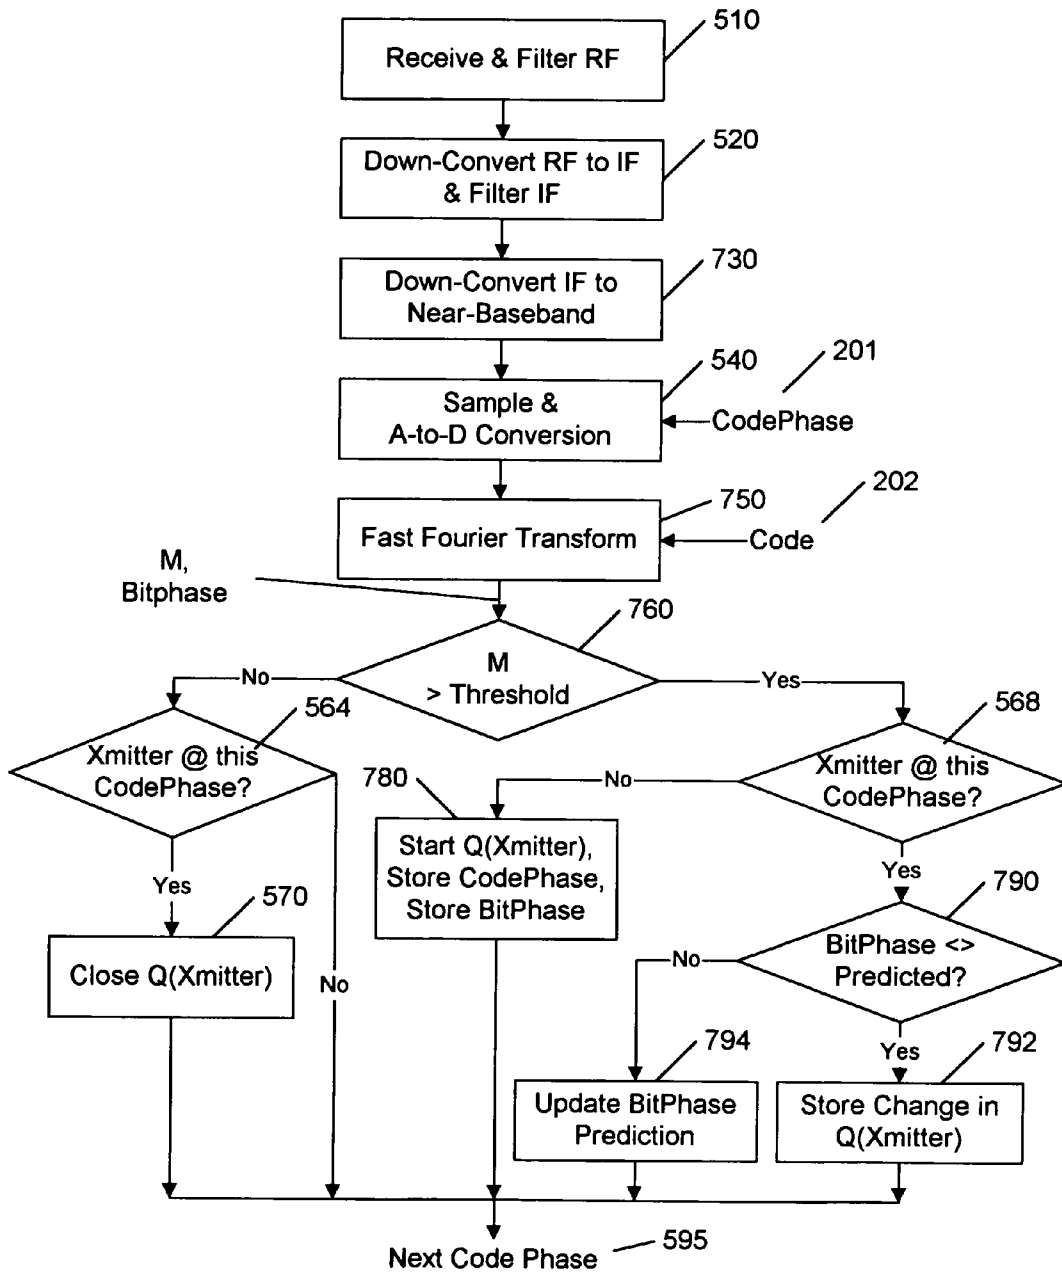 510
Receive & Filter RF
520
Down-Convert RF to IF
& Filter IF
730
Down-Convert IF to
Near-Baseband
540
201
Sample &
A-to-D Conversion
CodePhase
750
202
Fast Fourier Transform
Code
M,
Bitphase
760
M
> Threshold
No
Yes
564
Xmitter @ this
CodePhase?
568
Xmitter @ this
CodePhase?
No
780
Start Q(Xmitter),
Store CodePhase,
Store BitPhase
Yes
570
Close Q(Xmitter)
No
Yes
790
BitPhase <>
Predicted?
No
Yes
794
Update BitPhase
Prediction
792
Store Change in
Q(Xmitter)
Next Code Phase
595